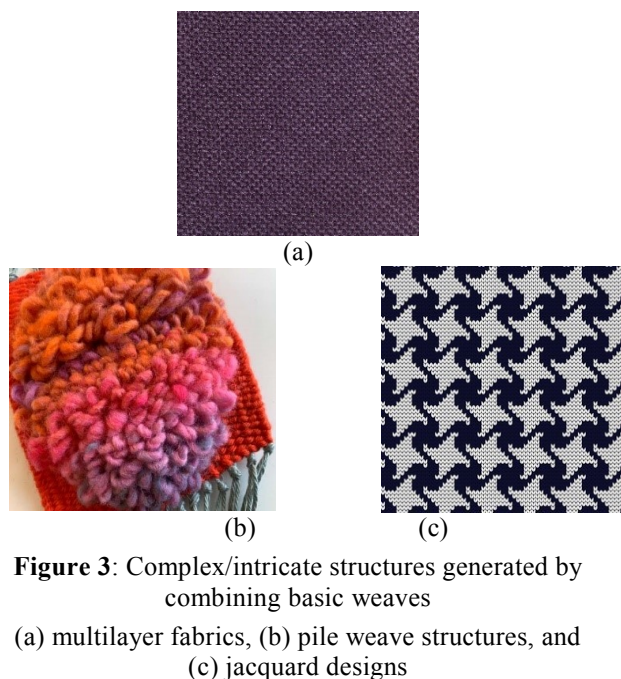 (a)
(b)
(c)
Figure 3: Complex/intricate structures generated by
combining basic weaves
(a) multilayer fabrics, (b) pile weave structures, and
(c) jacquard designs